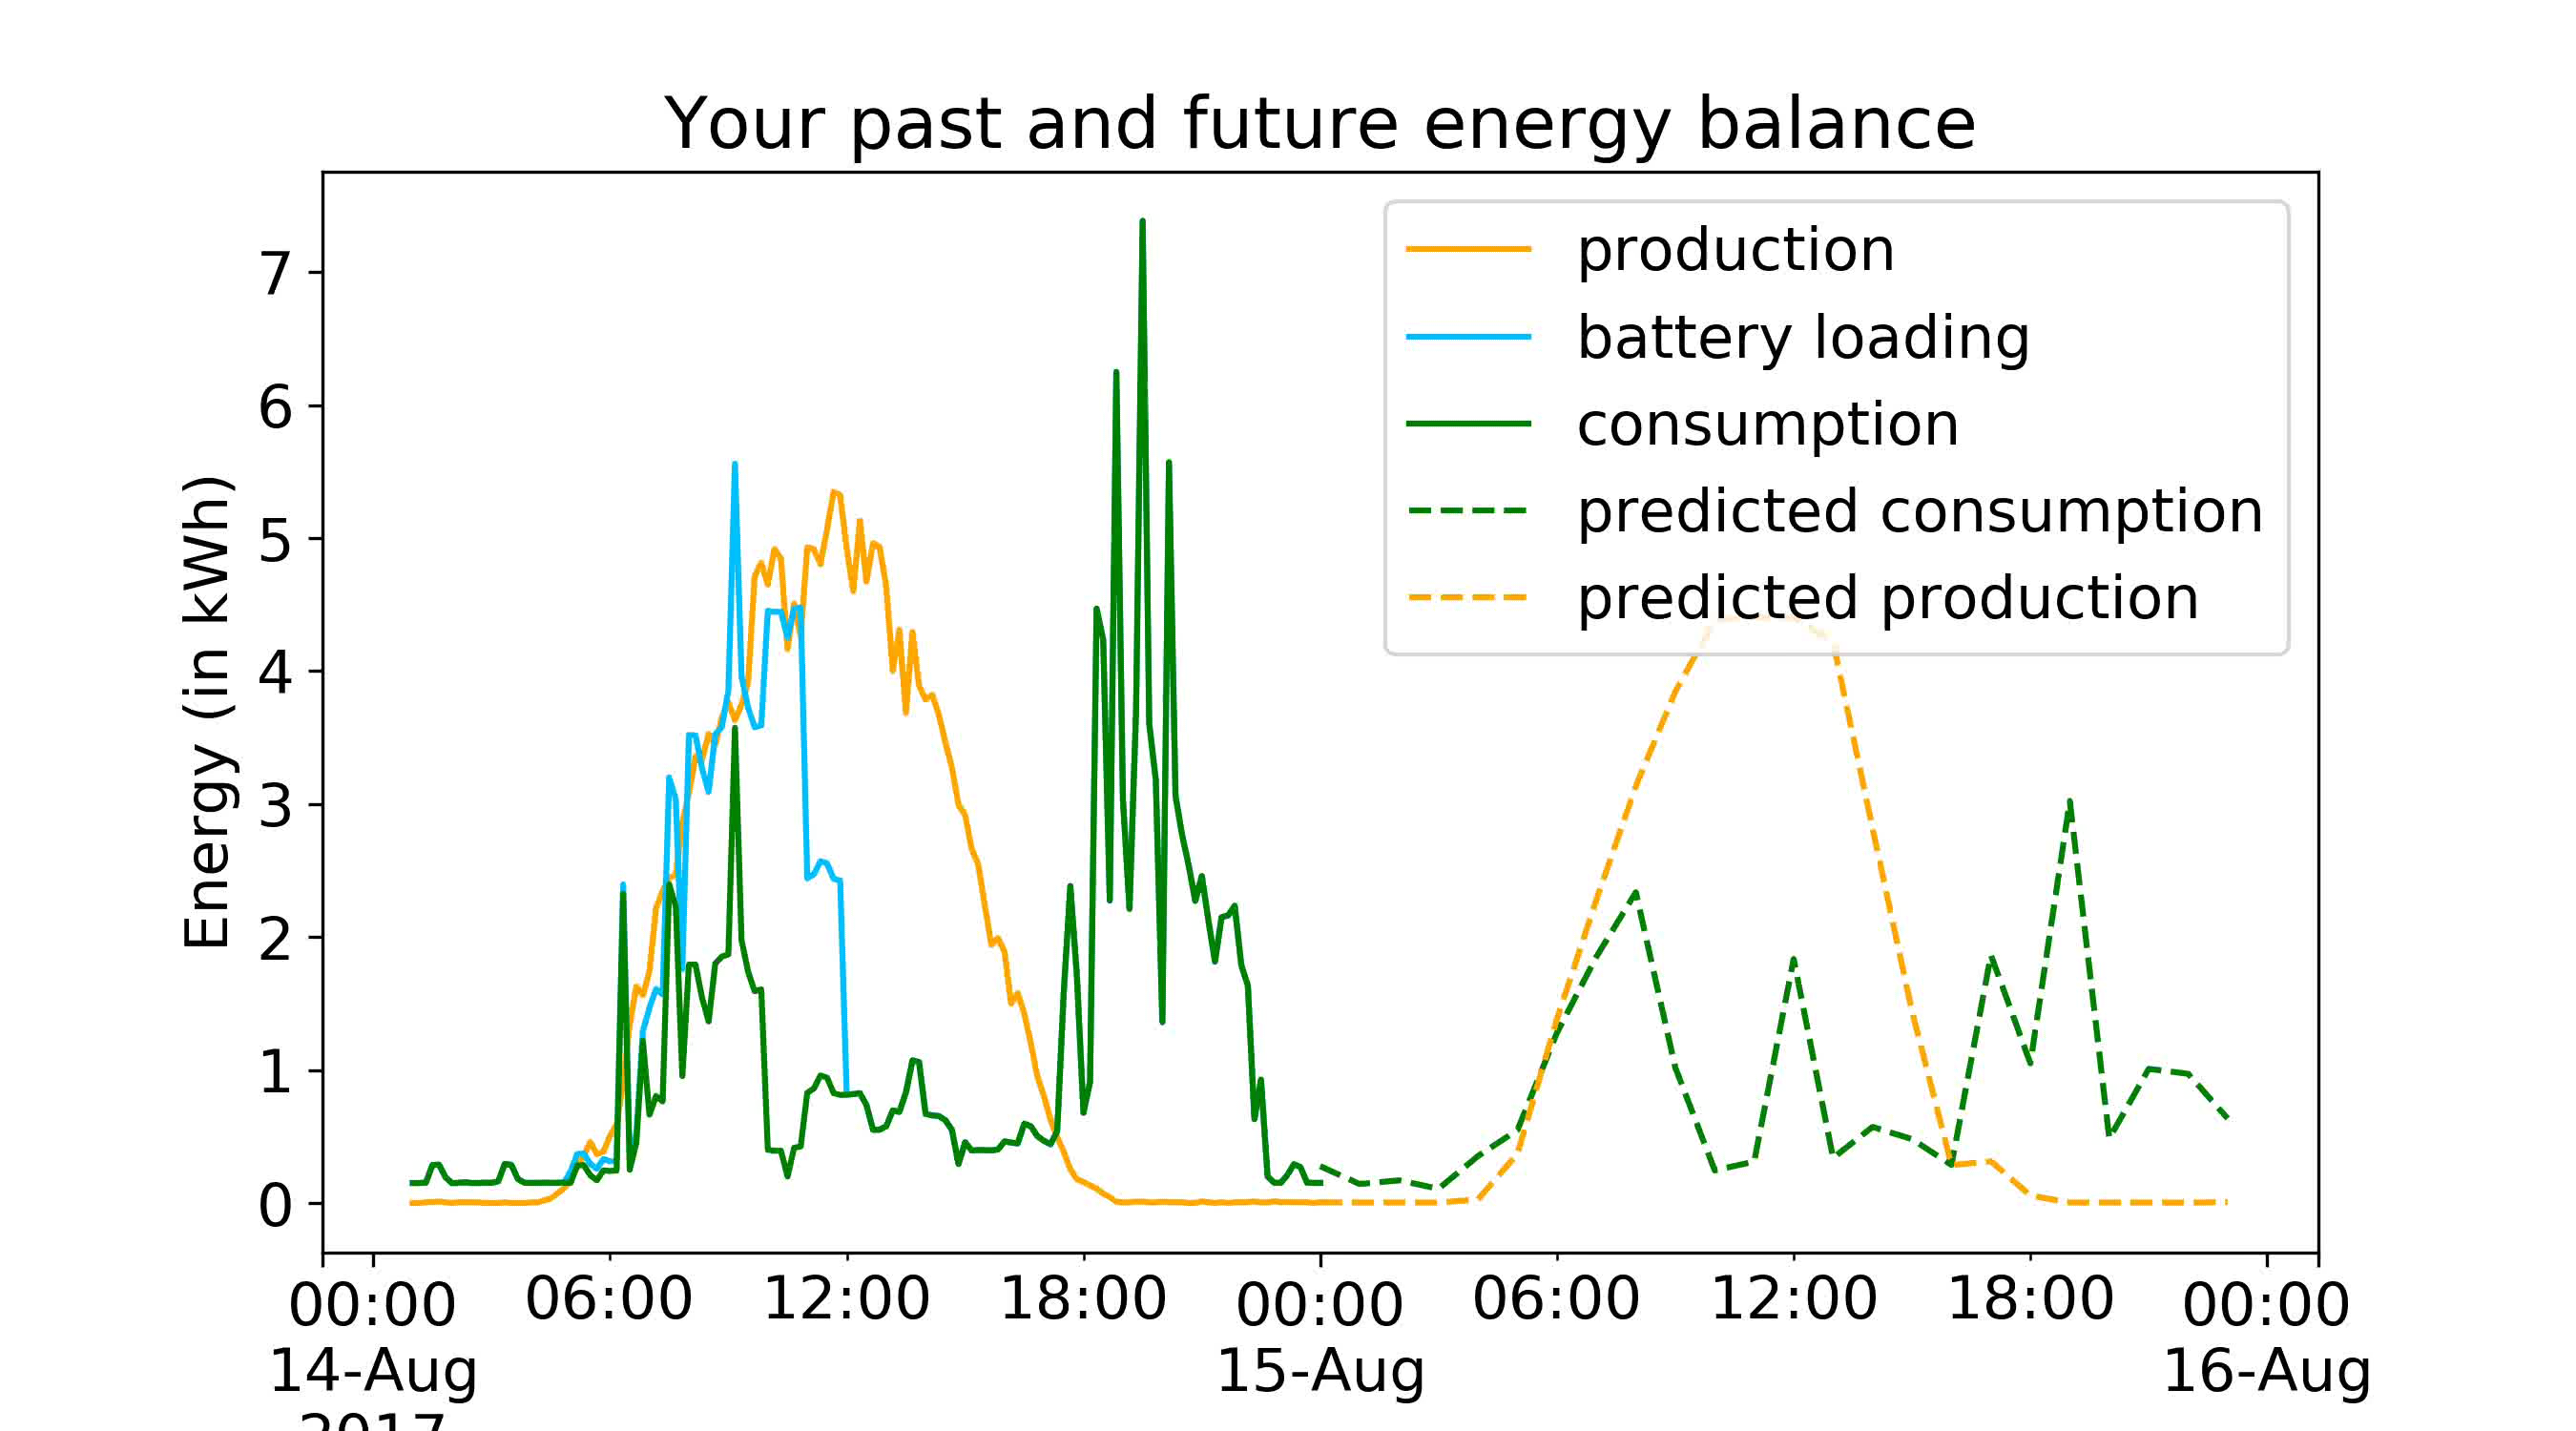 Your past and future energy balance
production
battery loading
consumption
predicted consumption
predicted production
Energy (in kWh)
7
6
5
4
3
2
1
0
00:00 06:00 12:00 18:00 00:00 06:00 12:00 18:00 00:00
14-Aug 15-Aug 16-Aug
2017